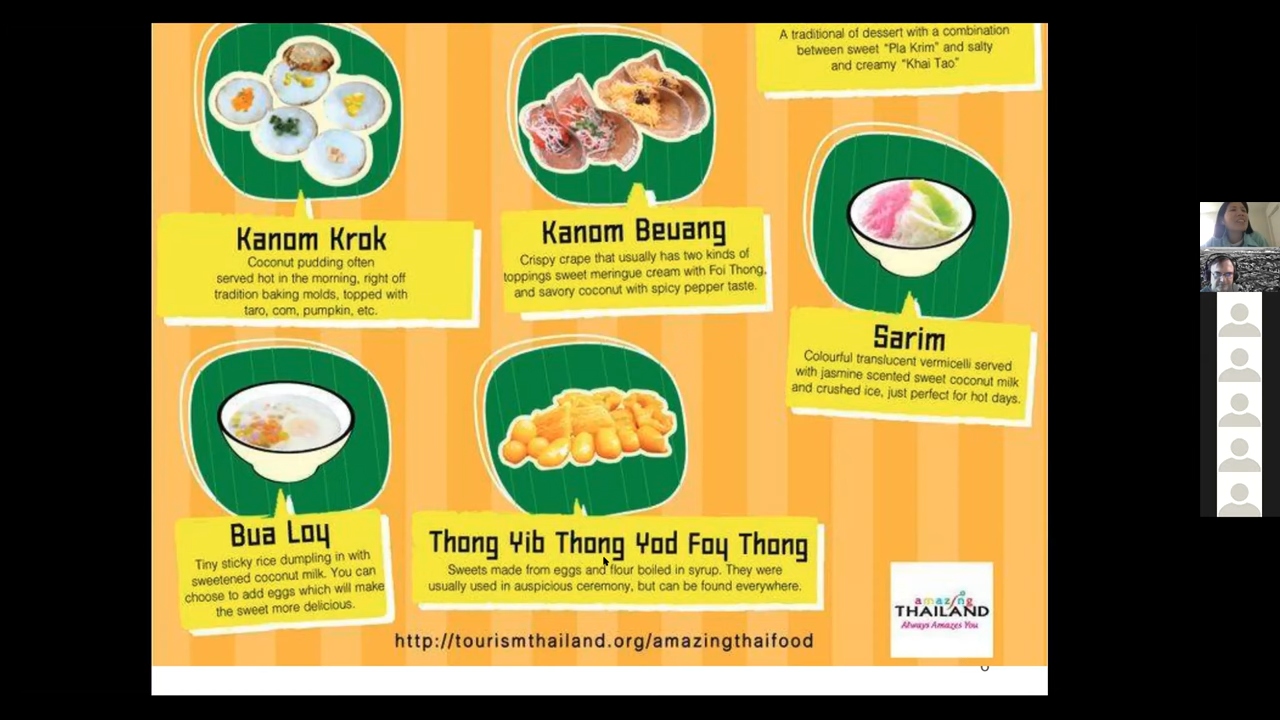 A traditional of dessert with a combination
between sweet “Pla Krim” and salty
and creamy “Khai Tao”
Kanom Krok
Coconut pudding often
served hot in the morning, right off
tradition baking molds, topped with
taro, corn, pumpkin, etc.
Kanom Beuang
Crispy crape that usually has two kinds of
toppings sweet meringue cream with Foi Thong,
and savory coconut with spicy pepper taste.
Sarim
Colourful translucent vermicelli served
with jasmine scented sweet coconut milk
and crushed ice, just perfect for hot days.
Bua Loy
Tiny sticky rice dumpling in with
sweetened coconut milk. You can
choose to add eggs which will make
the sweet more delicious.
Thong Yib Thong Yod Foy Thong
Sweets made from eggs and flour boiled in syrup. They were
usually used in auspicious ceremony, but can be found everywhere.
http://tourismthailand.org/amazingthaifood
amazing
THAILAND
Always Amazes You